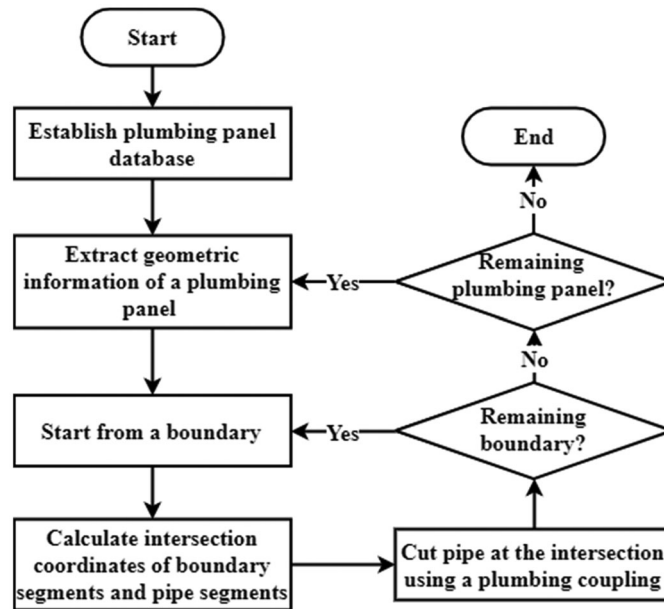 Start
Establish plumbing panel
database
Extract geometric
information of a plumbing
panel
Start from a boundary
Calculate intersection
coordinates of boundary
segments and pipe segments
Cut pipe at the intersection
using a plumbing coupling
Remaining
boundary?
Yes
No
Remaining
plumbing panel?
Yes
No
End